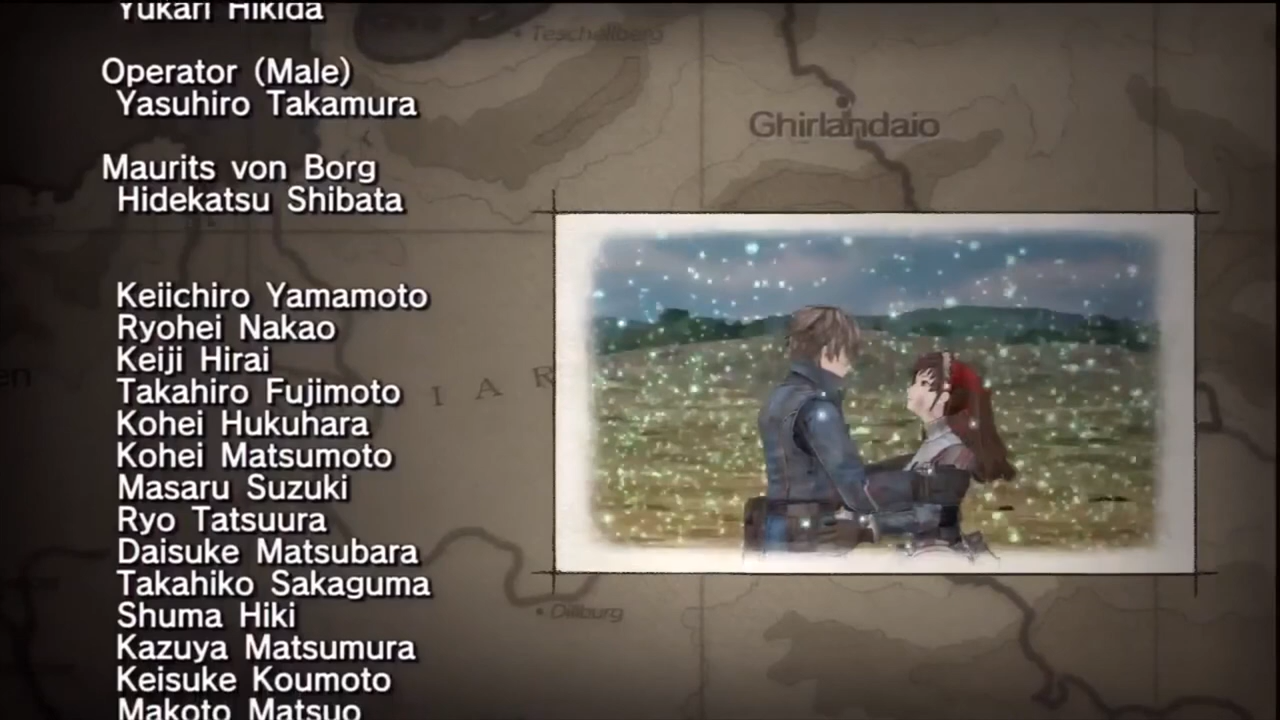 Yukari Hikida
Operator (Male)
Yasuhiro Takamura
Maurits von Borg
Hidekatsu Shibata
Keiichiro Yamamoto
Ryohei Nakao
Keiji Hirai
Takahiro Fujimoto
Kohei Hukuhara
Kohei Matsumoto
Masaru Suzuki
Ryo Tatsuura
Daisuke Matsubara
Takahiko Sakaguma
Shuma Hiki
Kazuya Matsumura
Keisuke Koumoto
Makoto Matsuo
Ghirlandaio
I A R
Dillburg